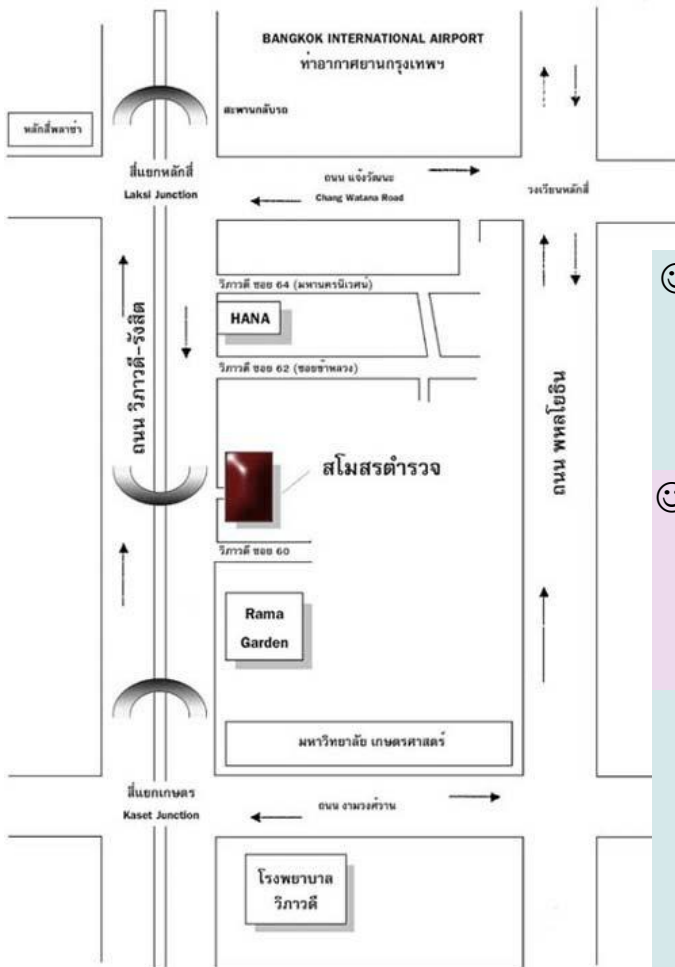 BANGKOK INTERNATIONAL AIRPORT
ท่าอากาศยานกรุงเทพฯ
สะพานกลับรถ
หลักสี่พลาซ่า
สี่แยกหลักสี่
Laksi Junction
ถนน แจ้งวัฒนะ
Chang Watana Road
วงเวียนหลักสี่
วิภาวดี ซอย 64 (มหานครนิเวศน์)
HANA
วิภาวดี ซอย 62 (ซอยข้าหลวง)
ถนน วิภาวดี-รังสิต
ถนน พหลโยธิน
สโมสรตำรวจ
วิภาวดี ซอย 60
Rama
Garden
มหาวิทยาลัย เกษตรศาสตร์
สี่แยกเกษตร
Kaset Junction
ถนน งามวงศ์วาน
โรงพยาบาล
วิภาวดี